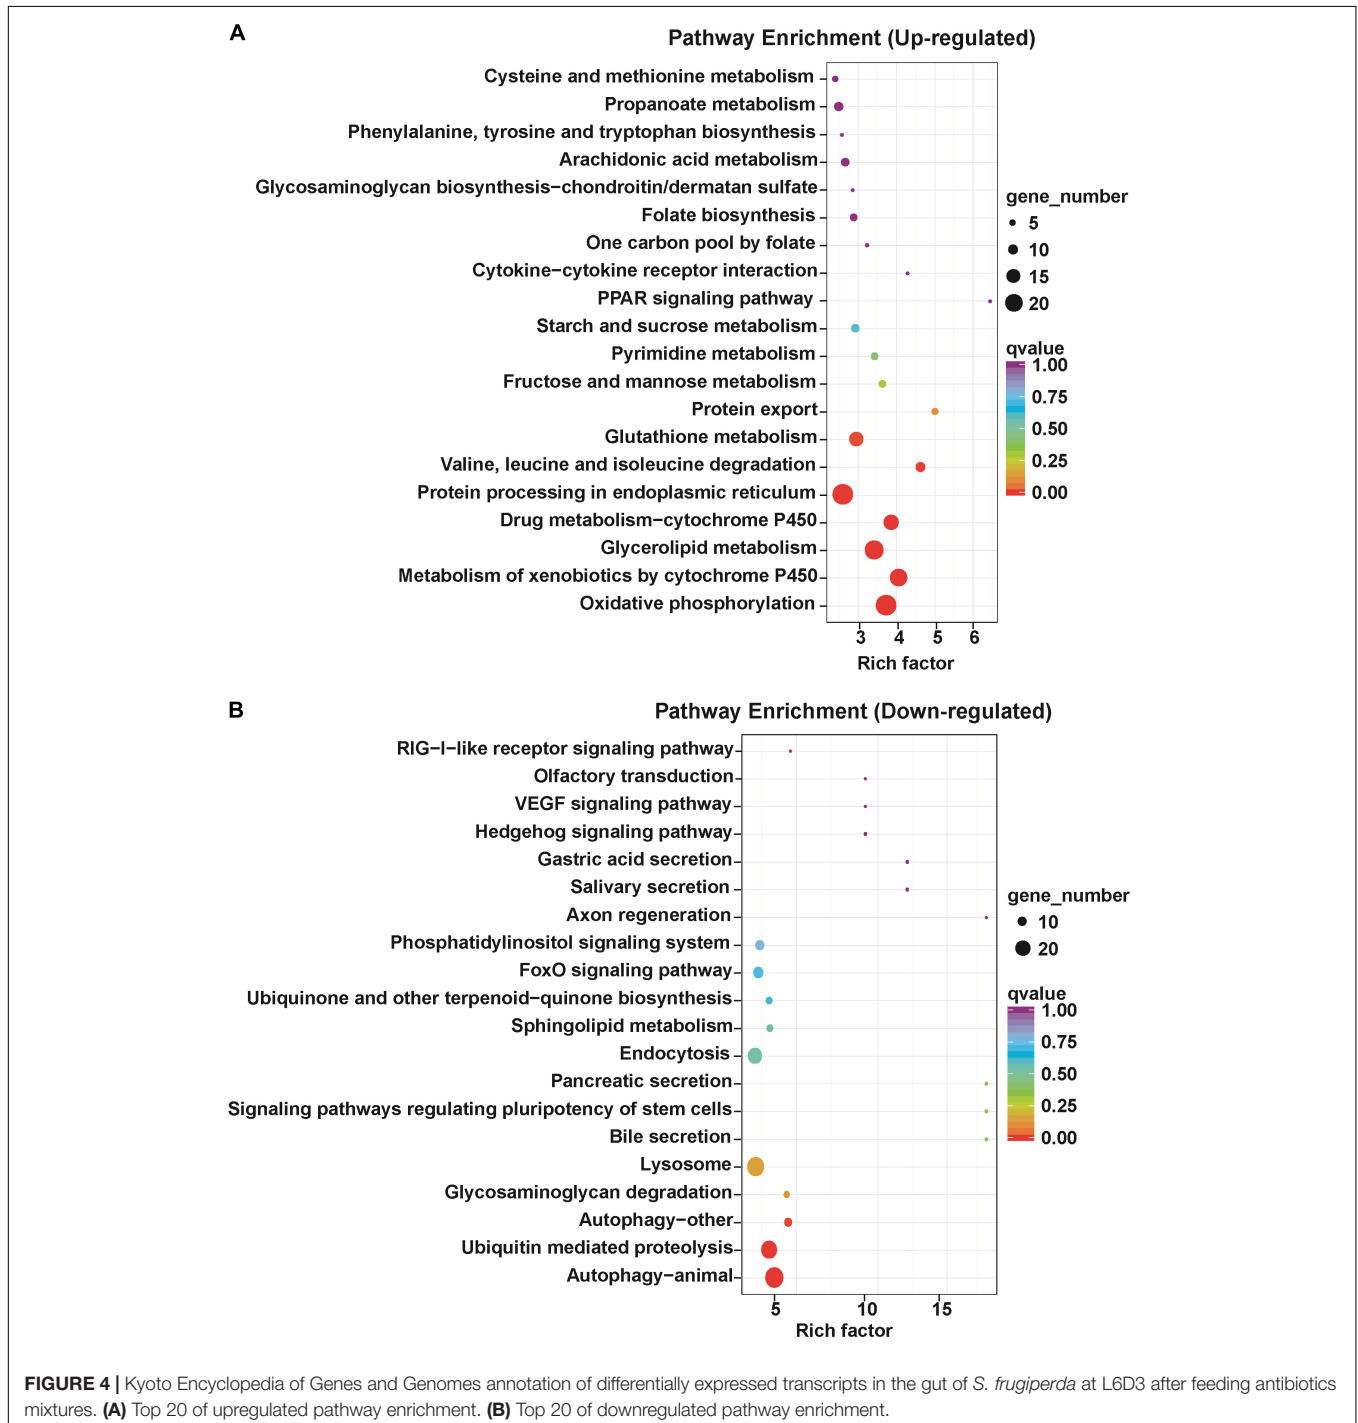 A
Pathway Enrichment (Up-regulated)
Cysteine and methionine metabolism
Propanoate metabolism
Phenylalanine, tyrosine and tryptophan biosynthesis
Arachidonic acid metabolism
Glycosaminoglycan biosynthesis−chondroitin/dermatan sulfate
Folate biosynthesis
One carbon pool by folate
Cytokine−cytokine receptor interaction
PPAR signaling pathway
Starch and sucrose metabolism
Pyrimidine metabolism
Fructose and mannose metabolism
Protein export
Glutathione metabolism
Valine, leucine and isoleucine degradation
Protein processing in endoplasmic reticulum
Drug metabolism−cytochrome P450
Glycerolipid metabolism
Metabolism of xenobiotics by cytochrome P450
Oxidative phosphorylation
3 4 5 6
Rich factor
gene_number
5
10
15
20
qvalue
1.00
0.75
0.50
0.25
0.00
B
Pathway Enrichment (Down-regulated)
RIG−I−like receptor signaling pathway
Olfactory transduction
VEGF signaling pathway
Hedgehog signaling pathway
Gastric acid secretion
Salivary secretion
Axon regeneration
Phosphatidylinositol signaling system
FoxO signaling pathway
Ubiquinone and other terpenoid−quinone biosynthesis
Sphingolipid metabolism
Endocytosis
Pancreatic secretion
Signaling pathways regulating pluripotency of stem cells
Bile secretion
Lysosome
Glycosaminoglycan degradation
Autophagy−other
Ubiquitin mediated proteolysis
Autophagy−animal
5 10 15
Rich factor
gene_number
10
20
qvalue
1.00
0.75
0.50
0.25
0.00
FIGURE 4 | Kyoto Encyclopedia of Genes and Genomes annotation of differentially expressed transcripts in the gut of S. frugiperda at L6D3 after feeding antibiotics
mixtures. (A) Top 20 of upregulated pathway enrichment. (B) Top 20 of downregulated pathway enrichment.